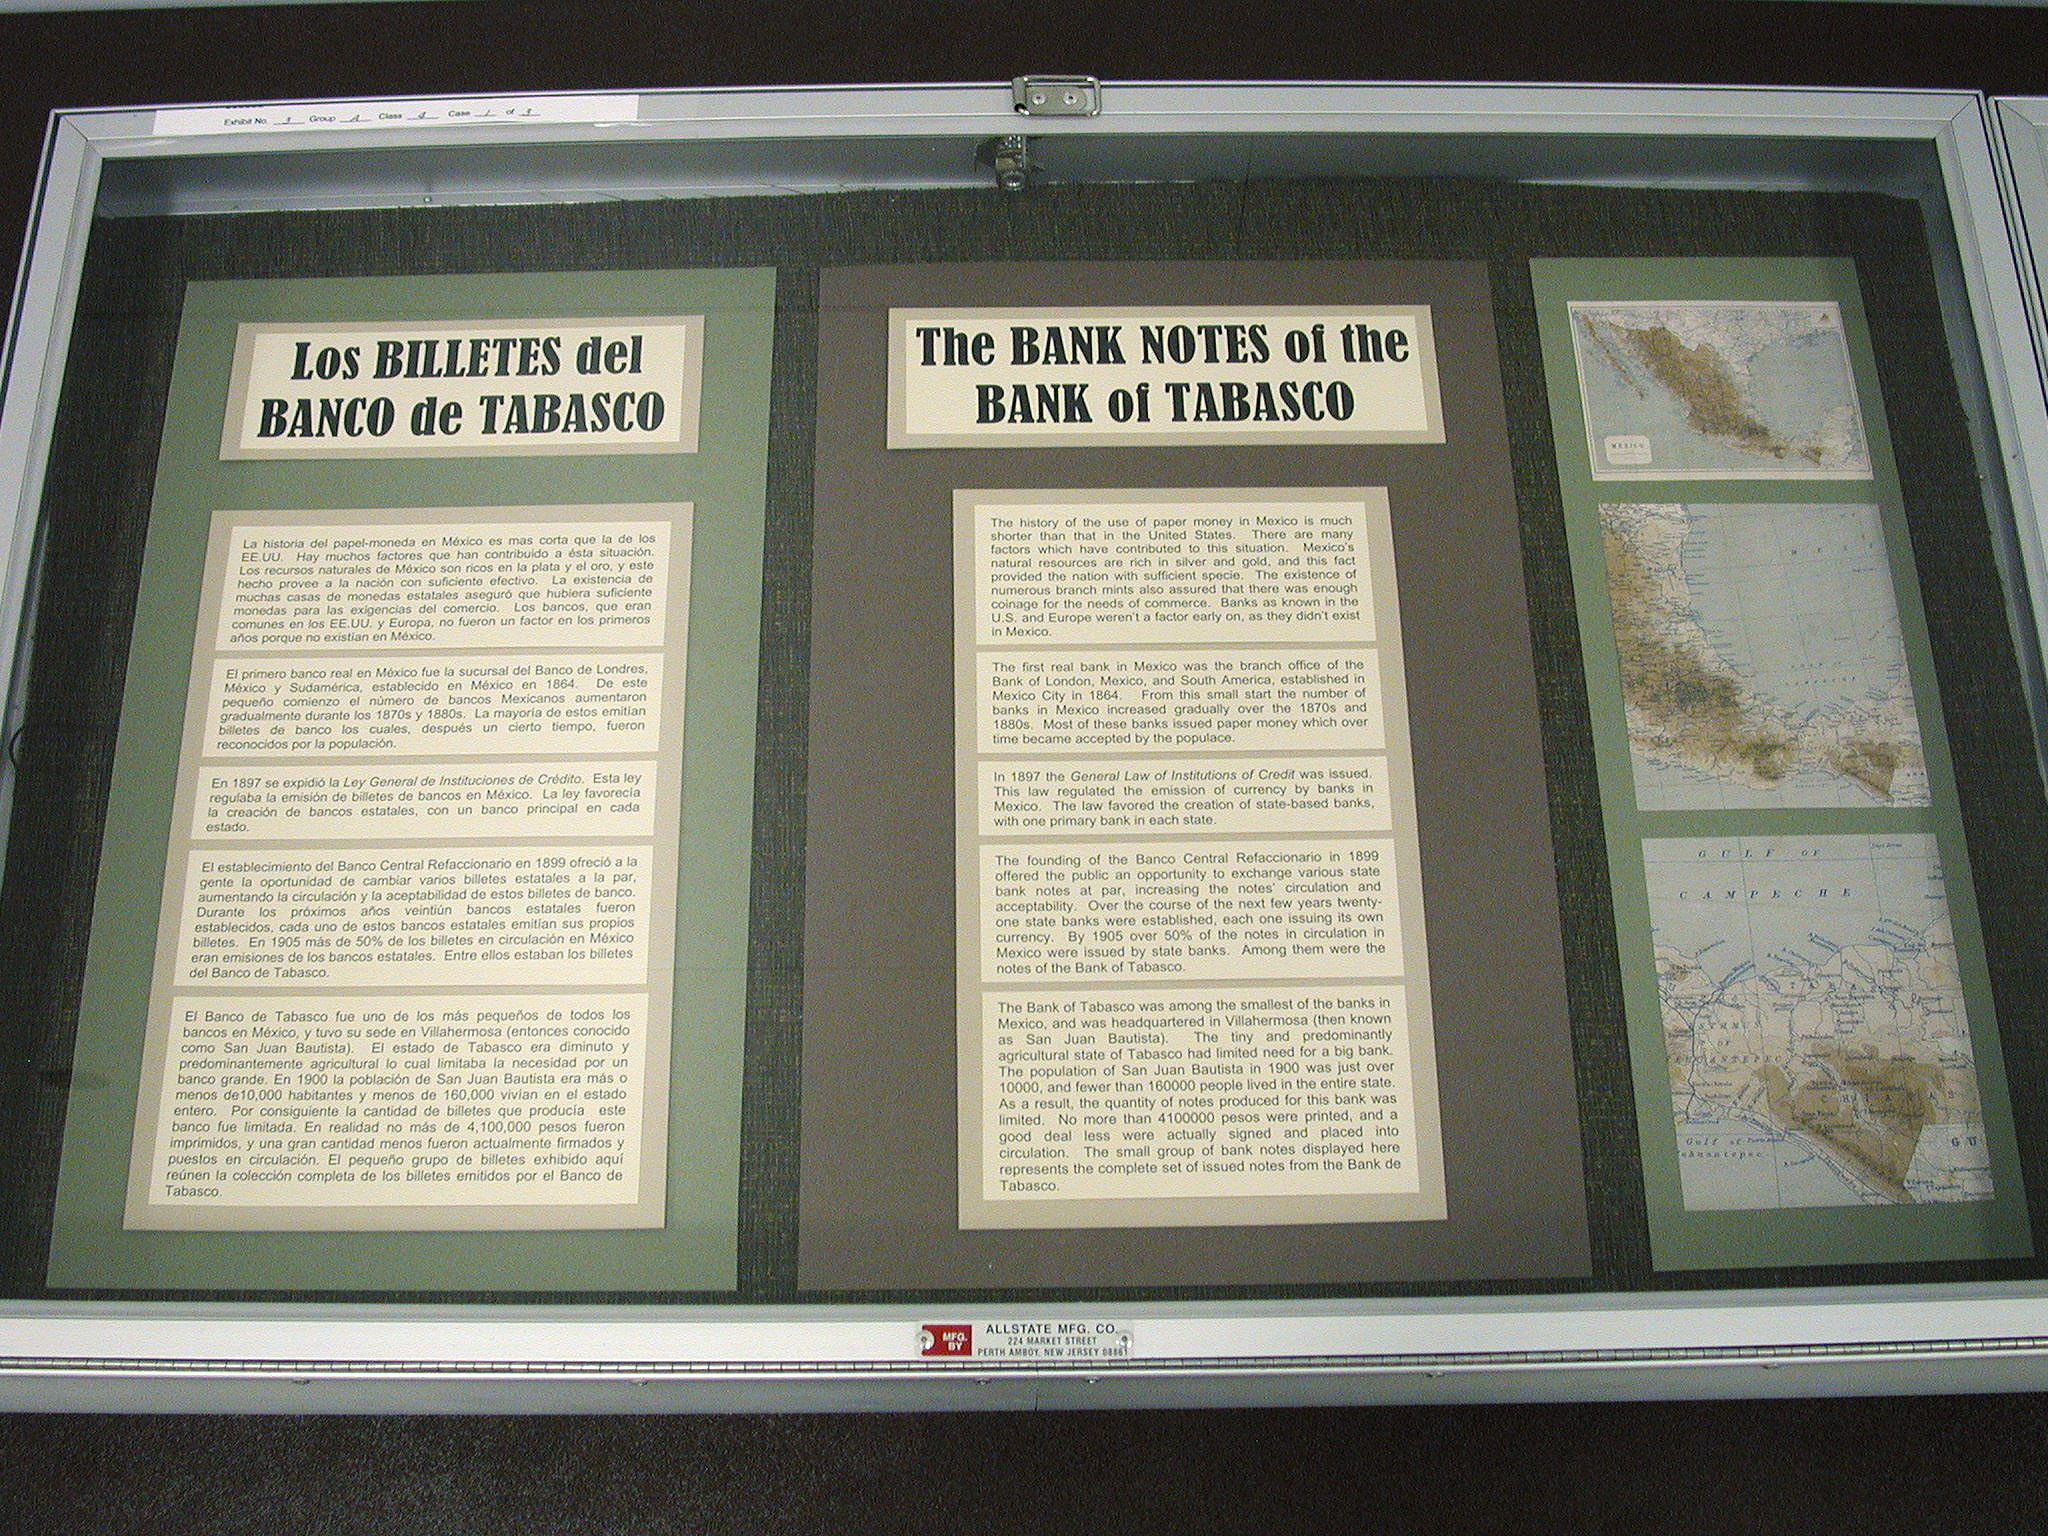 Exhibit No. 3 Group A Class 4 Case 1 of 3
Los BILLETES del
BANCO de TABASCO
La historia del papel-moneda en México es mas corta que la de los
EE.UU. Hay muchos factores que han contribuido a ésta situación.
Los recursos naturales de México son ricos en la plata y el oro, y este
hecho provee a la nación con suficiente efectivo. La existencia de
muchas casas de monedas estatales aseguró que hubiera suficiente
monedas para las exigencias del comercio. Los bancos, que eran
comunes en los EE.UU. y Europa, no fueron un factor en los primeros
años porque no existían en México.
El primero banco real en México fue la sucursal del Banco de Londres,
México y Sudamérica, establecido en México en 1864. De este
pequeño comienzo el número de bancos Mexicanos aumentaron
gradualmente durante los 1870s y 1880s. La mayoría de estos emitían
billetes de banco los cuales, después un cierto tiempo, fueron
reconocidos por la população.
En 1897 se expidió la Ley General de Instituciones de Crédito. Esta ley
regulaba la emisión de billetes de bancos en México. La ley favorecía
la creación de bancos estatales, con un banco principal en cada
estado.
El establecimiento del Banco Central Refaccionario en 1899 ofreció a la
gente la oportunidad de cambiar varios billetes estatales a la par,
aumentando la circulación y la aceptabilidad de estos billetes de banco.
Durante los próximos años veintiún bancos estatales fueron
establecidos, cada uno de estos bancos estatales emitían sus propios
billetes. En 1905 más de 50% de los billetes en circulación en México
eran emisiones de los bancos estatales. Entre ellos estaban los billetes
del Banco de Tabasco.
El Banco de Tabasco fue uno de los más pequeños de todos los
bancos en México, y tuvo su sede en Villahermosa (entonces conocido
como San Juan Bautista). El estado de Tabasco era diminuto y
predominantemente agricultural lo cual limitaba la necesidad por un
banco grande. En 1900 la población de San Juan Bautista era más o
menos de10,000 habitantes y menos de 160,000 vivían en el estado
entero. Por consiguiente la cantidad de billetes que producía este
banco fue limitada. En realidad no más de 4,100,000 pesos fueron
imprimidos, y una gran cantidad menos fueron actualmente firmados y
puestos en circulación. El pequeño grupo de billetes exhibido aquí
reúnen la colección completa de los billetes emitidos por el Banco de
Tabasco.
The BANK NOTES of the
BANK of TABASCO
The history of the use of paper money in Mexico is much
shorter than that in the United States. There are many
factors which have contributed to this situation. Mexico's
natural resources are rich in silver and gold, and this fact
provided the nation with sufficient specie. The existence of
numerous branch mints also assured that there was enough
coinage for the needs of commerce. Banks as known in the
U.S. and Europe weren't a factor early on, as they didn't exist
in Mexico.
The first real bank in Mexico was the branch office of the
Bank of London, Mexico, and South America, established in
Mexico City in 1864. From this small start the number of
banks in Mexico increased gradually over the 1870s and
1880s. Most of these banks issued paper money which over
time became accepted by the populace.
In 1897 the General Law of Institutions of Credit was issued.
This law regulated the emission of currency by banks in
Mexico. The law favored the creation of state-based banks,
with one primary bank in each state.
The founding of the Banco Central Refaccionario in 1899
offered the public an opportunity to exchange various state
bank notes at par, increasing the notes' circulation and
acceptability. Over the course of the next few years twenty-
one state banks were established, each one issuing its own
currency. By 1905 over 50% of the notes in circulation in
Mexico were issued by state banks. Among them were the
notes of the Bank of Tabasco.
The Bank of Tabasco was among the smallest of the banks in
Mexico, and was headquartered in Villahermosa (then known
as San Juan Bautista). The tiny and predominantly
agricultural state of Tabasco had limited need for a big bank.
The population of San Juan Bautista in 1900 was just over
10000, and fewer than 160000 people lived in the entire state.
As a result, the quantity of notes produced for this bank was
limited. No more than 4100000 pesos were printed, and a
good deal less were actually signed and placed into
circulation. The small group of bank notes displayed here
represents the complete set of issued notes from the Bank de
Tabasco.
MEXICO
GULF OF
CAMPECHE
CHIAPAS
Gulf of
MFG. BY
ALLSTATE MFG. CO.
224 MARKET STREET
PERTH AMBOY, NEW JERSEY 08861